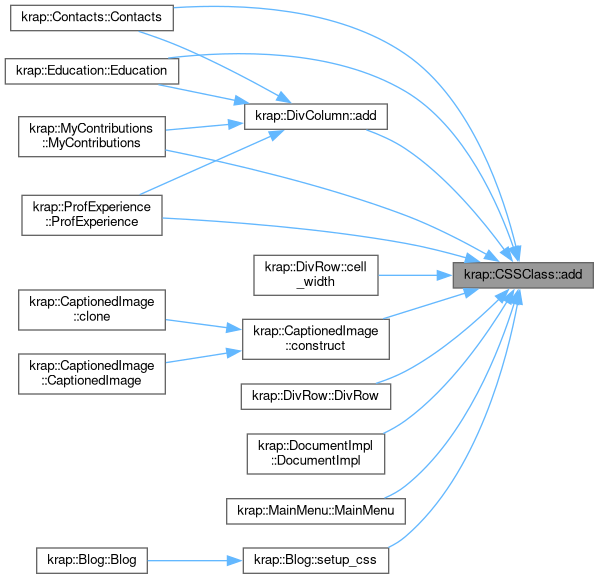 krap::Contacts::Contacts
krap::Education::Education
krap::DivColumn::add
krap::MyContributions
::MyContributions
krap::ProfExperience
::ProfExperience
krap::DivRow::cell
_width
krap::CSSClass::add
krap::CaptionedImage
::clone
krap::CaptionedImage
::construct
krap::CaptionedImage
::CaptionedImage
krap::DivRow::DivRow
krap::DocumentImpl
::DocumentImpl
krap::MainMenu::MainMenu
krap::Blog::Blog
krap::Blog::setup_css